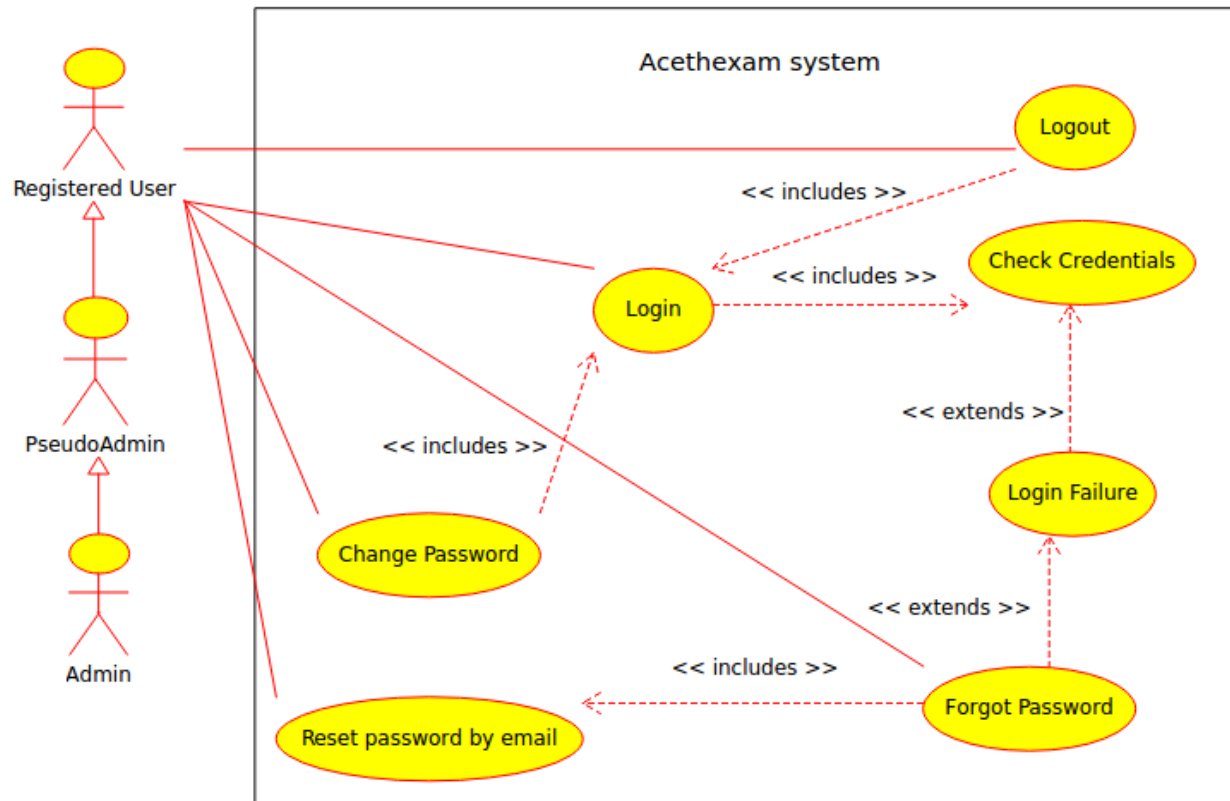 Acethexam system
Logout
Registered User
<< includes >>
Check Credentials
<< includes >>
Login
<< extends >>
PseudoAdmin
<< includes >>
Login Failure
Change Password
<< extends >>
Admin
<< includes >>
Forgot Password
Reset password by email